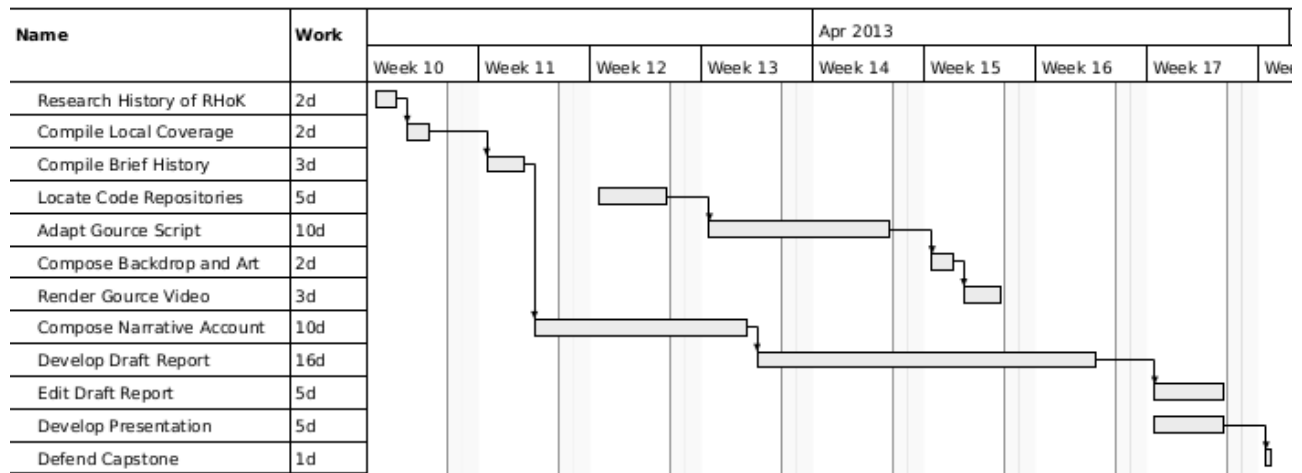 Name Work Apr 2013
Week 10 Week 11 Week 12 Week 13 Week 14 Week 15 Week 16 Week 17 Wee
Research History of RHoK 2d
Compile Local Coverage 2d
Compile Brief History 3d
Locate Code Repositories 5d
Adapt Gource Script 10d
Compose Backdrop and Art 2d
Render Gource Video 3d
Compose Narrative Account 10d
Develop Draft Report 16d
Edit Draft Report 5d
Develop Presentation 5d
Defend Capstone 1d